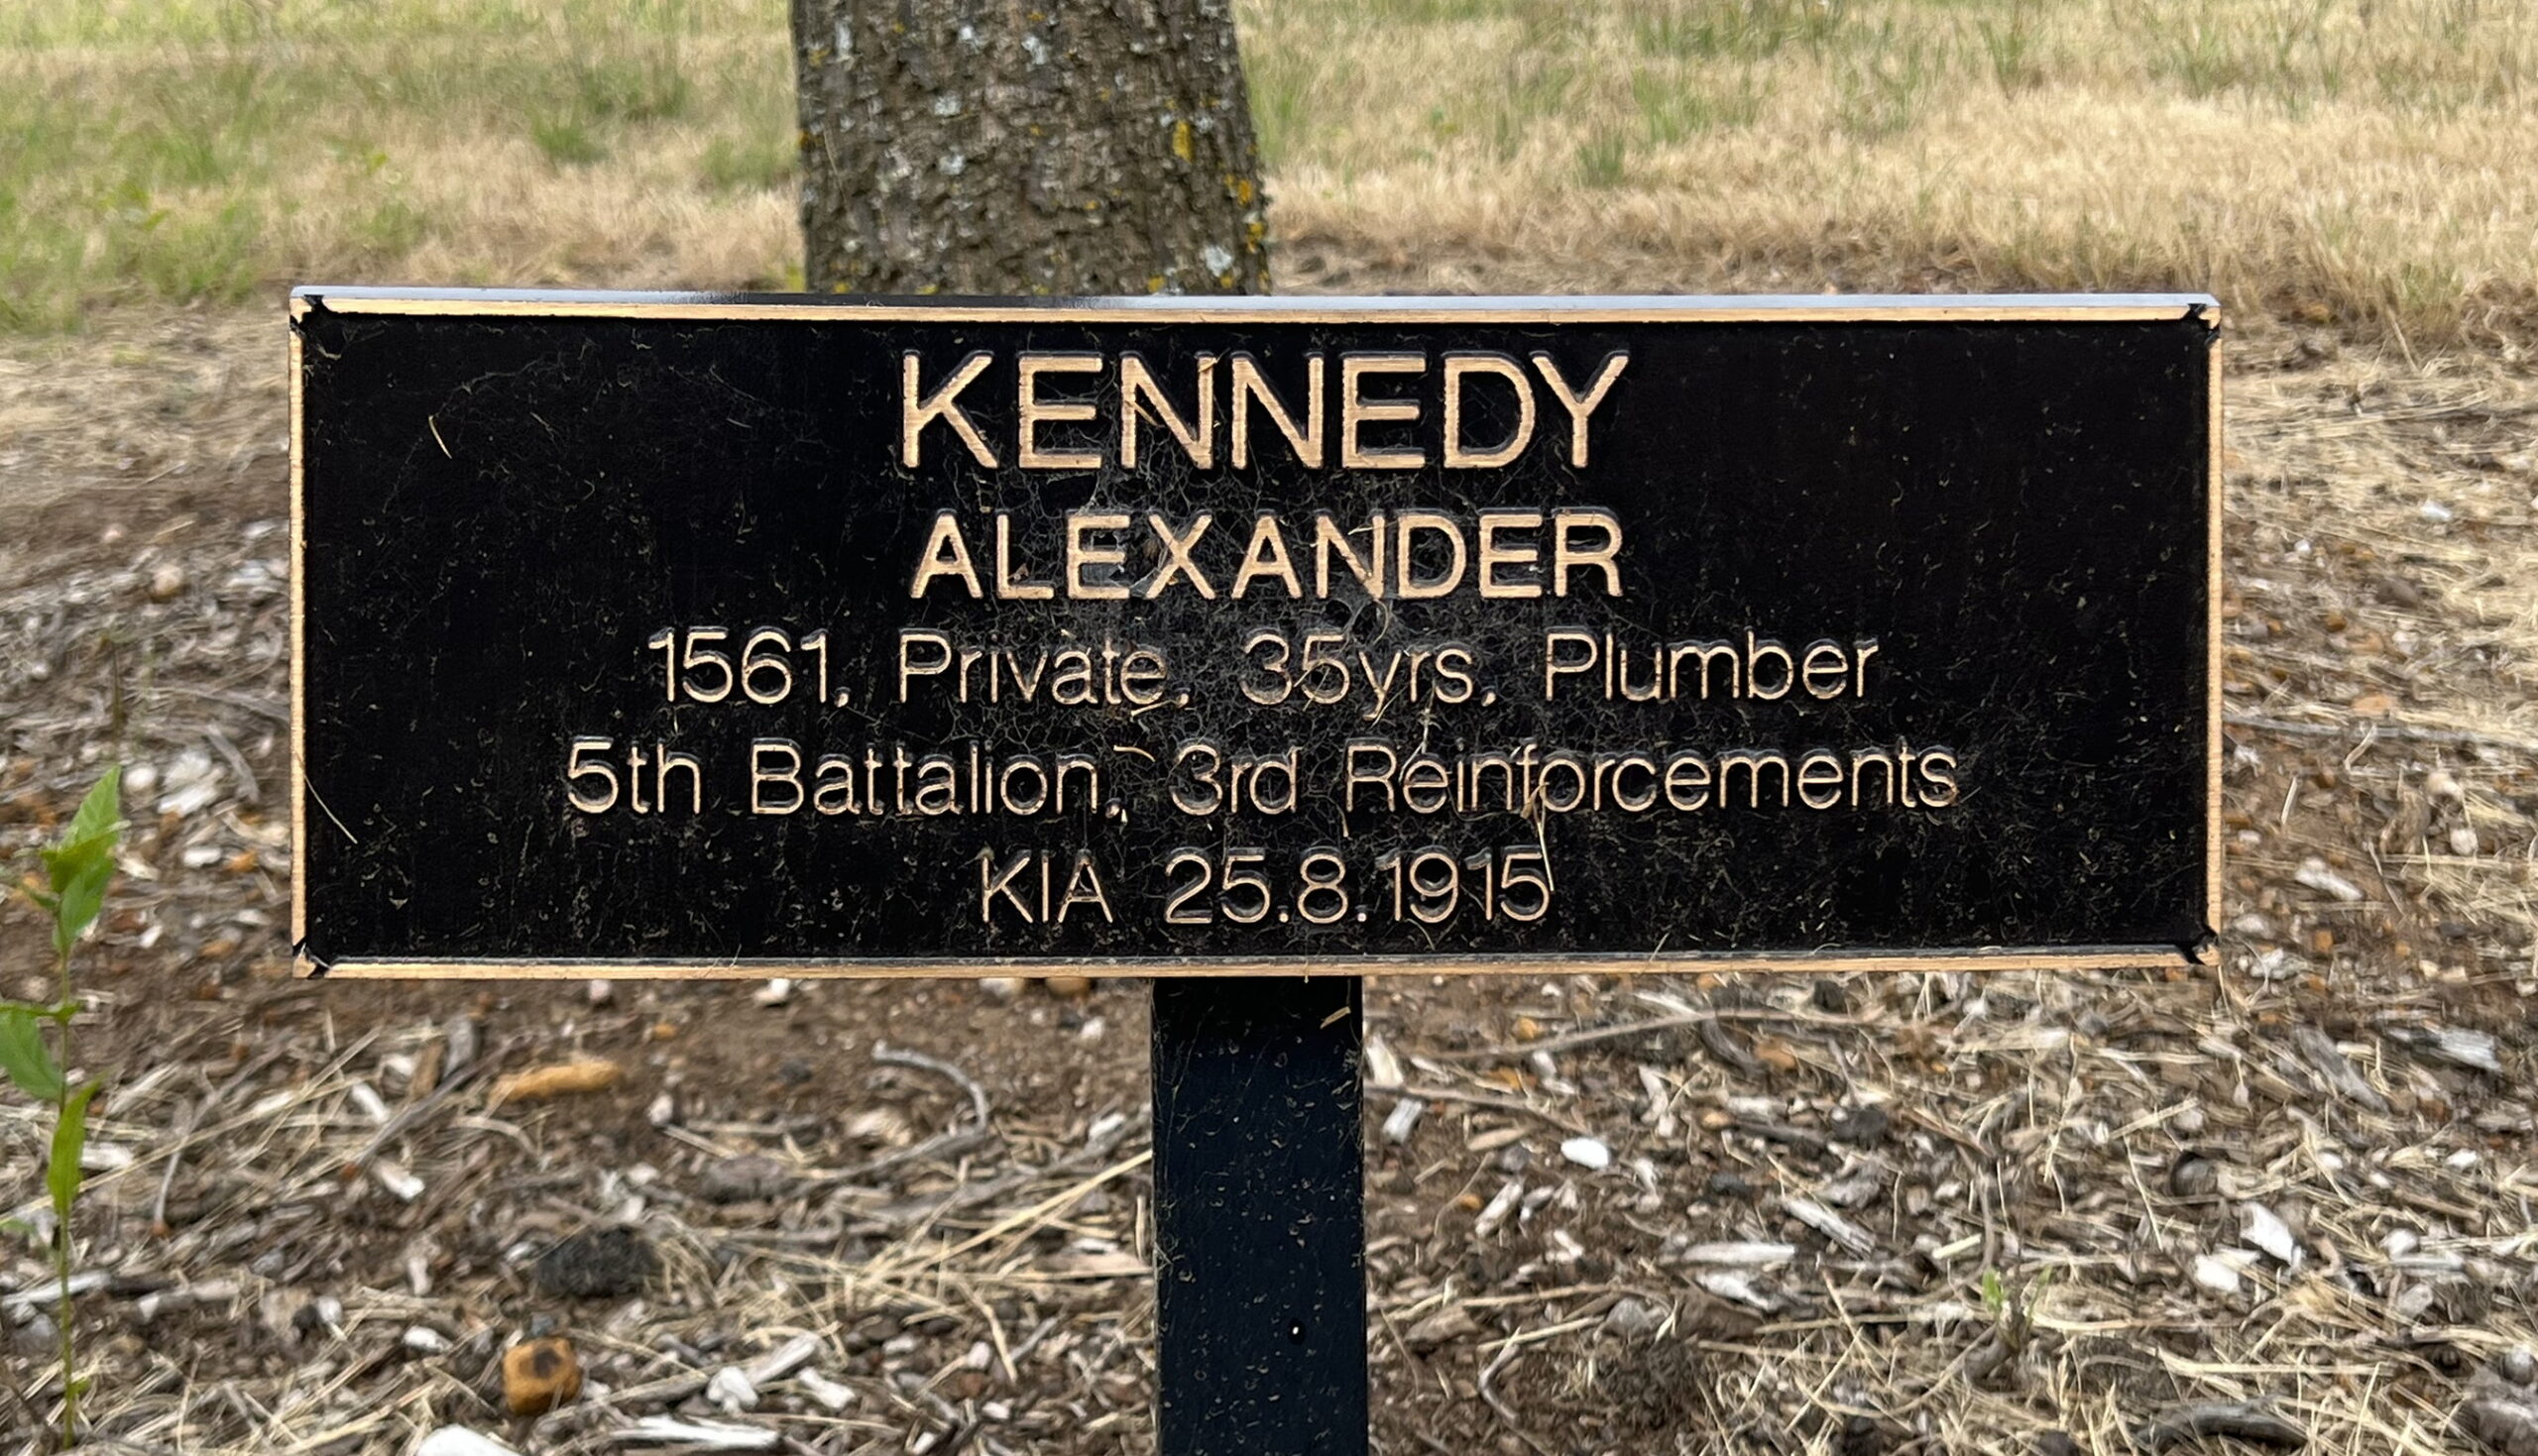 KENNEDY
ALEXANDER
1561, Private, 35yrs, Plumber
5th Battalion, 3rd Reinforcements
KIA 25.8.1915